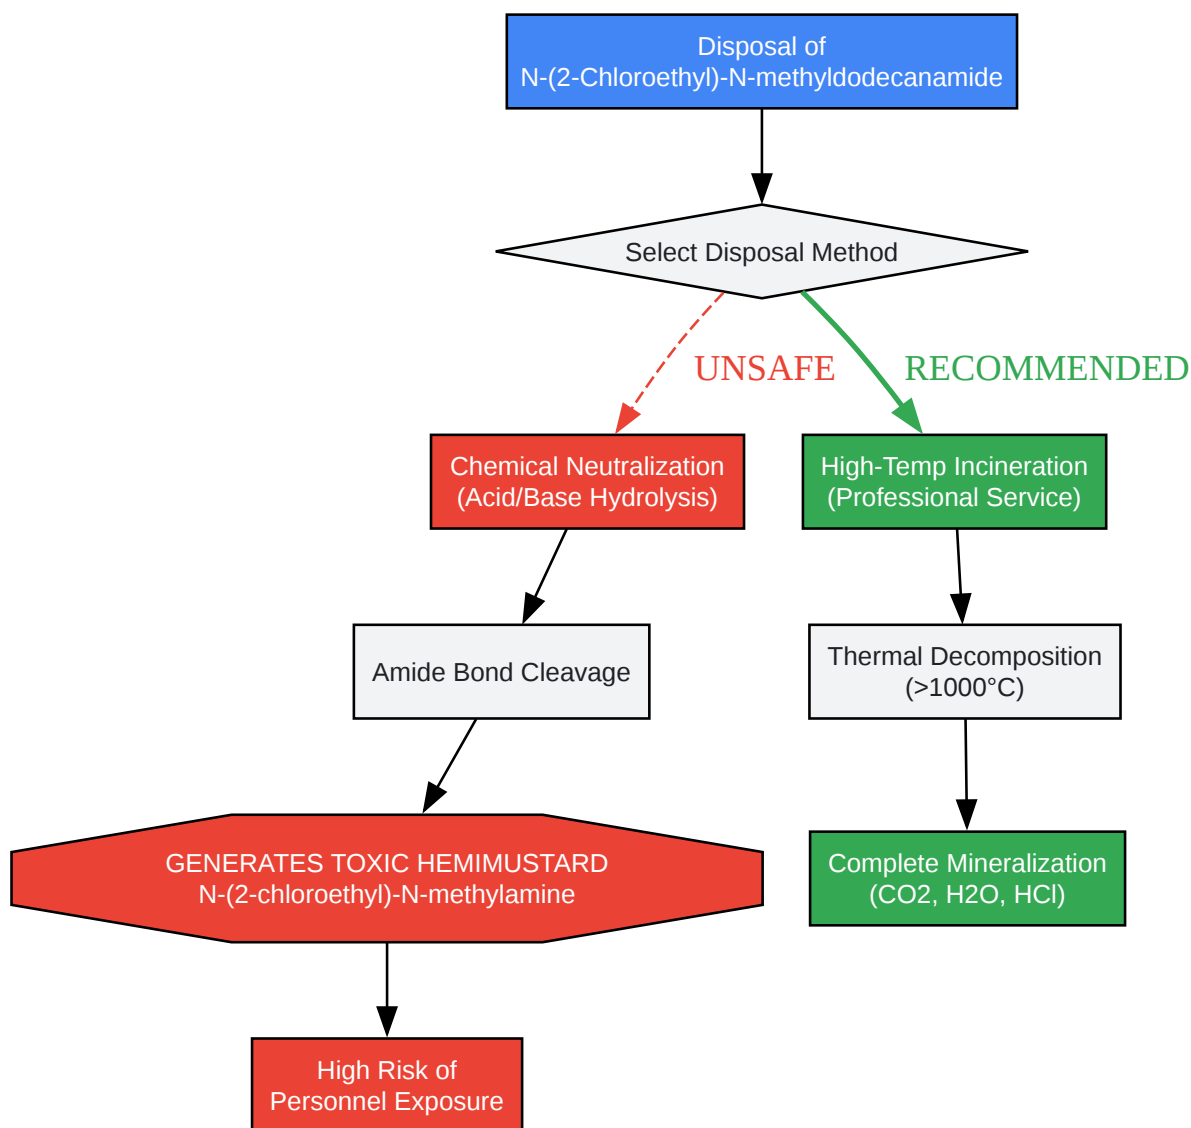 Disposal of
N-(2-Chloroethyl)-N-methyldodecanamide
Select Disposal Method
UNSAFE
RECOMMENDED
Chemical Neutralization
(Acid/Base Hydrolysis)
High-Temp Incineration
(Professional Service)
Amide Bond Cleavage
Thermal Decomposition
(>1000°C)
GENERATES TOXIC HEMIMUSTARD
N-(2-chloroethyl)-N-methylamine
Complete Mineralization
(CO2, H2O, HCl)
High Risk of
Personnel Exposure